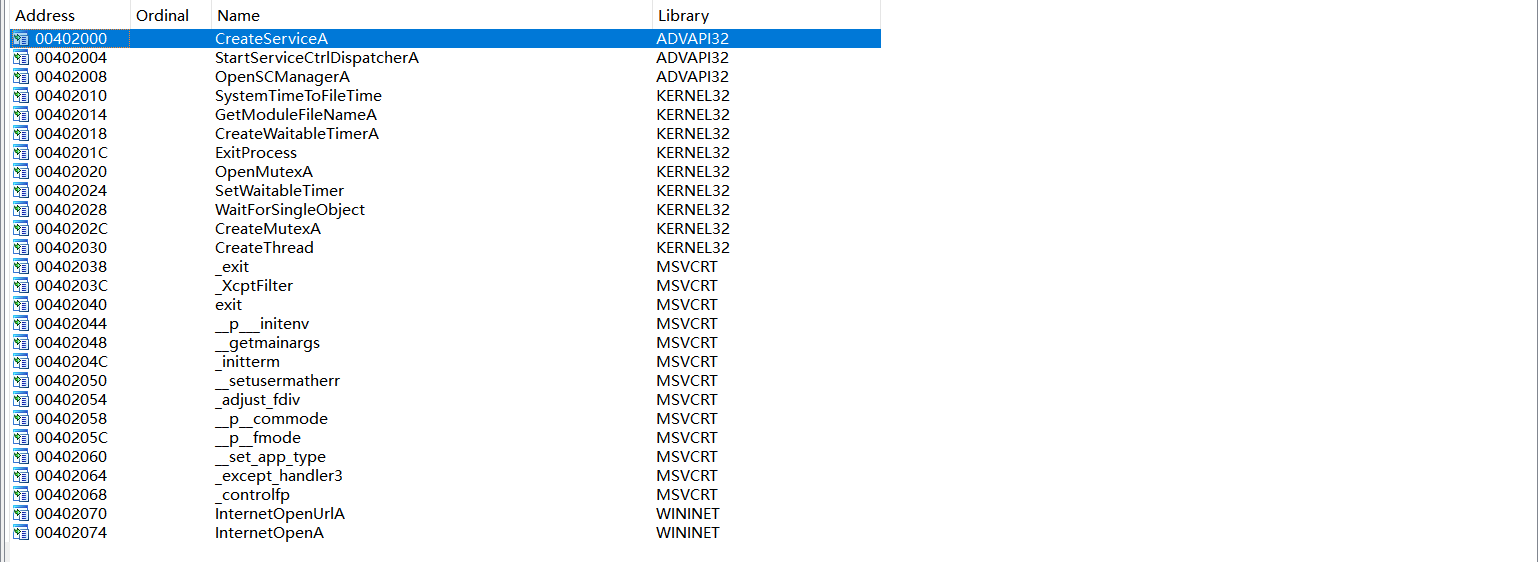 Address Ordinal Name Library
00402000 CreateServiceA ADVAPI32
00402004 StartServiceCtrlDispatcherA ADVAPI32
00402008 OpenSCManagerA ADVAPI32
00402010 SystemTimeToFileTime KERNEL32
00402014 GetModuleFileNameA KERNEL32
00402018 CreateWaitableTimerA KERNEL32
0040201C ExitProcess KERNEL32
00402020 OpenMutexA KERNEL32
00402024 SetWaitableTimer KERNEL32
00402028 WaitForSingleObject KERNEL32
0040202C CreateMutexA KERNEL32
00402030 CreateThread KERNEL32
00402038 _exit MSVCRT
0040203C _XcptFilter MSVCRT
00402040 exit MSVCRT
00402044 __p___initenv MSVCRT
00402048 __getmainargs MSVCRT
0040204C _initterm MSVCRT
00402050 __setusermatherr MSVCRT
00402054 _adjust_fdiv MSVCRT
00402058 __p__commode MSVCRT
0040205C __p__fmode MSVCRT
00402060 __set_app_type MSVCRT
00402064 _except_handler3 MSVCRT
00402068 _controlfp MSVCRT
00402070 InternetOpenUrlA WININET
00402074 InternetOpenA WININET